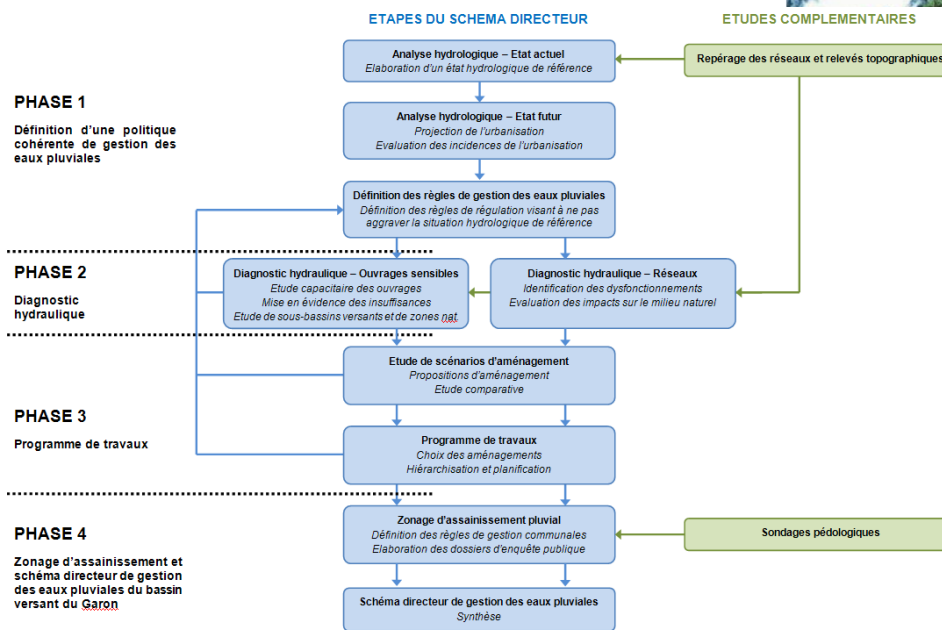 ETAPES DU SCHEMA DIRECTEUR
ETUDES COMPLEMENTAIRES
Analyse hydrologique – Etat actuel
Elaboration d'un état hydrologique de référence
Repérage des réseaux et relevés topographiques
PHASE 1
Définition d'une politique
cohérente de gestion des
eaux pluviales
Analyse hydrologique – Etat futur
Projection de l'urbanisation
Evaluation des incidences de l'urbanisation
Définition des règles de gestion des eaux pluviales
Définition des règles de régulation visant à ne pas
aggraver la situation hydrologique de référence
PHASE 2
Diagnostic
hydraulique
Diagnostic hydraulique – Ouvrages sensibles
Etude capacitaire des ouvrages
Mise en évidence des insuffisances
Etude de sous-bassins versants et de zones nat.
Diagnostic hydraulique – Réseaux
Identification des dysfonctionnements
Evaluation des impacts sur le milieu naturel
PHASE 3
Programme de travaux
Etude de scénarios d'aménagement
Propositions d'aménagement
Etude comparative
Programme de travaux
Choix des aménagements
Hiérarchisation et planification
PHASE 4
Zonage d'assainissement et
schéma directeur de gestion
des eaux pluviales du bassin
versant du Garon
Zonage d'assainissement pluvial
Définition des règles de gestion communales
Elaboration des dossiers d'enquête publique
Sondages pédologiques
Schéma directeur de gestion des eaux pluviales
Synthèse